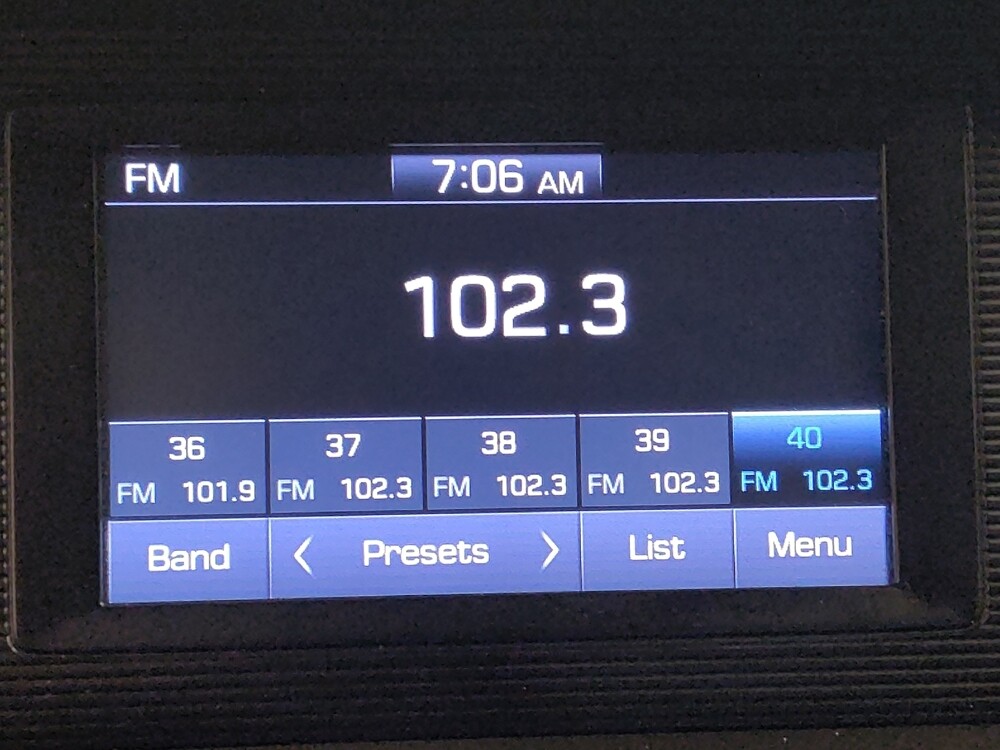 FM 7:06 AM
102.3
36 37 38 39 40
FM 101.9 FM 102.3 FM 102.3 FM 102.3 FM 102.3
Band < Presets > List Menu